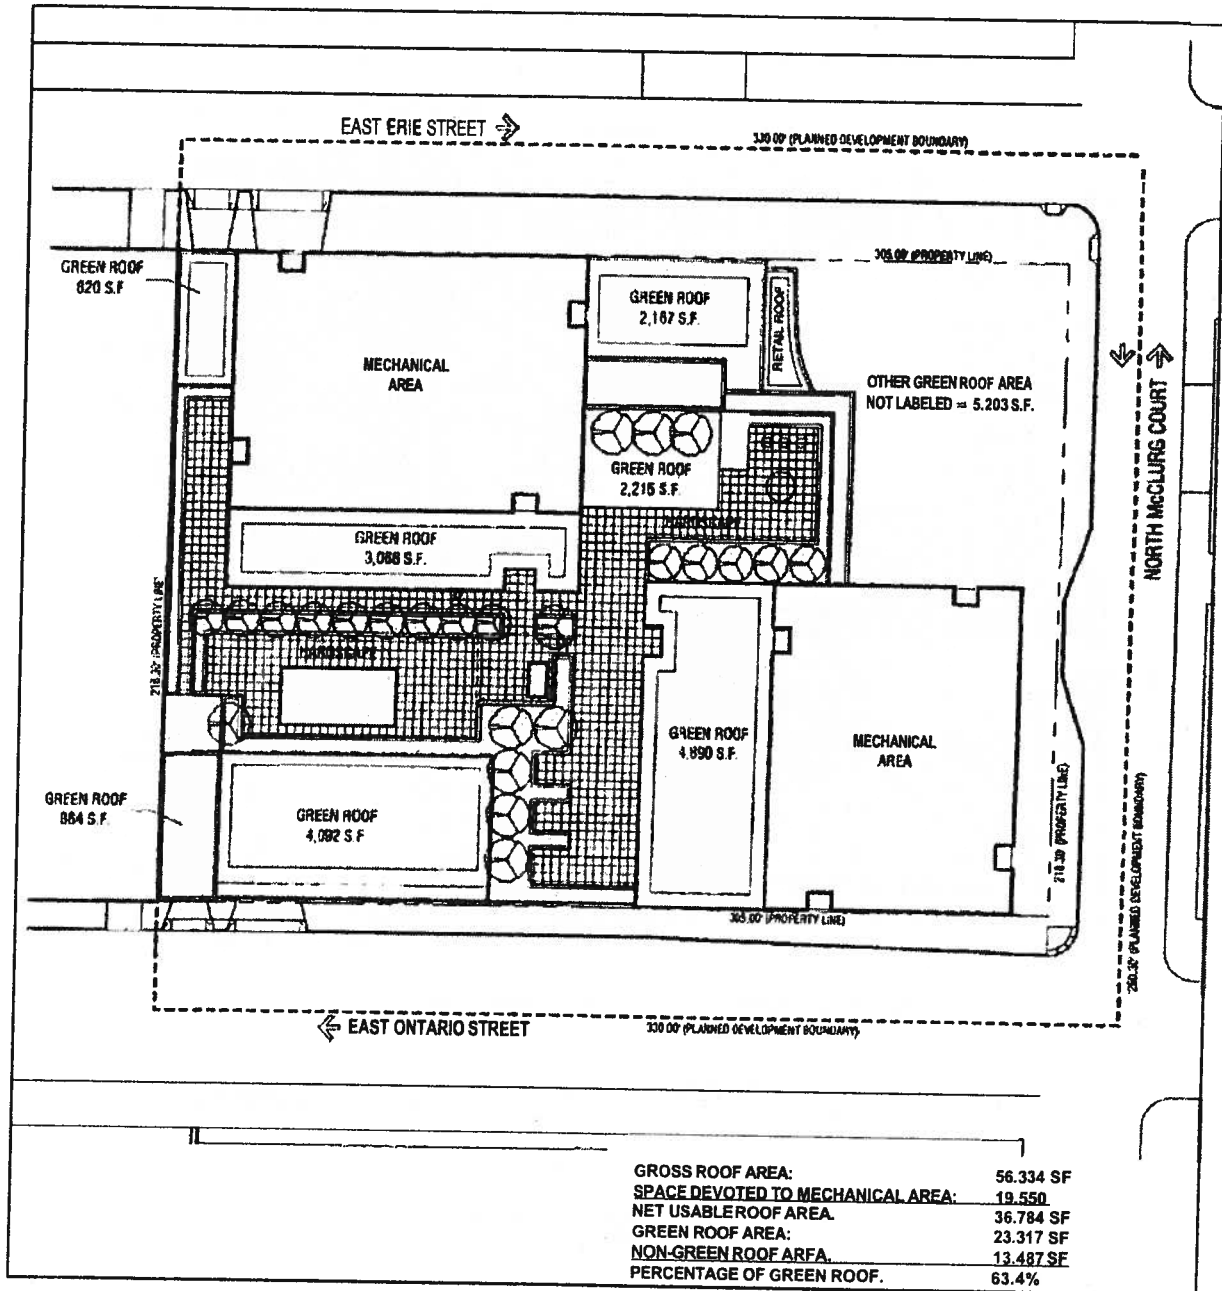 EAST ERIE STREET
330.00' (PLANNED DEVELOPMENT BOUNDARY)
305.00' (PROPERTY LINE)
GREEN ROOF
620 S.F.
MECHANICAL
AREA
GREEN ROOF
2,167 S.F.
RETAIL ROOF
OTHER GREEN ROOF AREA
NOT LABELED = 5.203 S.F.
NORTH McCLURG COURT
GREEN ROOF
2,215 S.F.
HARDSCAPE
GREEN ROOF
3,066 S.F.
218.30' (PROPERTY LINE)
HARDSCAPE
GREEN ROOF
4,890 S.F.
MECHANICAL
AREA
GREEN ROOF
864 S.F.
GREEN ROOF
4,092 S.F
218.30' (PROPERTY LINE)
260.30' (PLANNED DEVELOPMENT BOUNDARY)
305.00' (PROPERTY LINE)
EAST ONTARIO STREET
330.00' (PLANNED DEVELOPMENT BOUNDARY)
GROSS ROOF AREA: 56.334 SF
SPACE DEVOTED TO MECHANICAL AREA: 19.550
NET USABLE ROOF AREA. 36.784 SF
GREEN ROOF AREA: 23.317 SF
NON-GREEN ROOF ARFA. 13.487 SF
PERCENTAGE OF GREEN ROOF. 63.4%